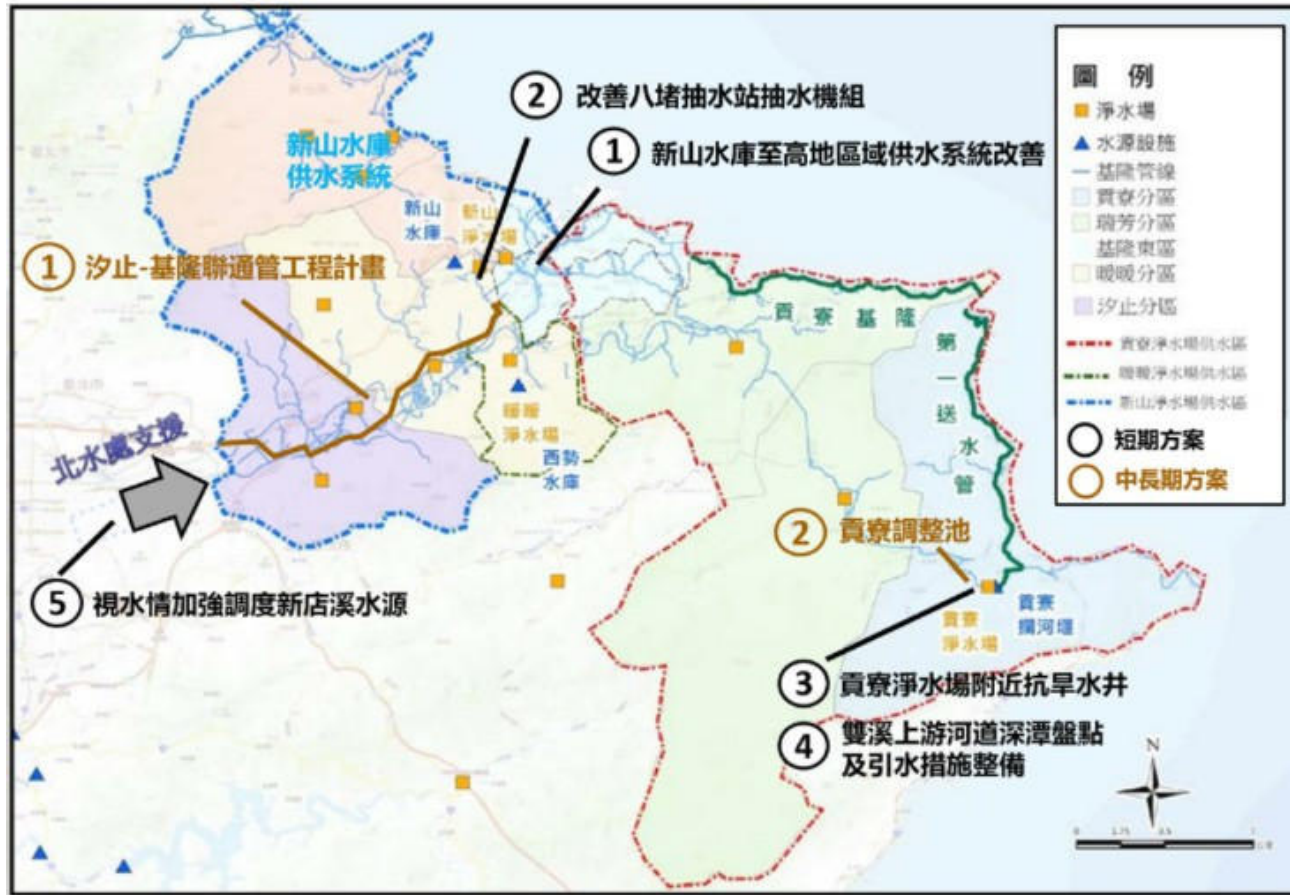 ② 改善八堵抽水站抽水機組
① 新山水庫至高地區域供水系統改善
新山水庫
供水系統
新山
水庫
新山
淨水場
① 汐止-基隆聯通管工程計畫
北水處支援
⑤ 視水情加強調度新店溪水源
暖暖
淨水場
西勢
水庫
貢寮基隆
第一送水管
② 貢寮調整池
貢寮
淨水場
貢寮
攔河堰
③ 貢寮淨水場附近抗旱水井
④ 雙溪上游河道深潭盤點
及引水措施整備
圖 例
淨水場
水源設施
基隆管線
貢寮分區
瑞芳分區
基隆東區
暖暖分區
汐止分區
貢寮淨水場供水區
暖暖淨水場供水區
新山淨水場供水區
短期方案
中長期方案
N